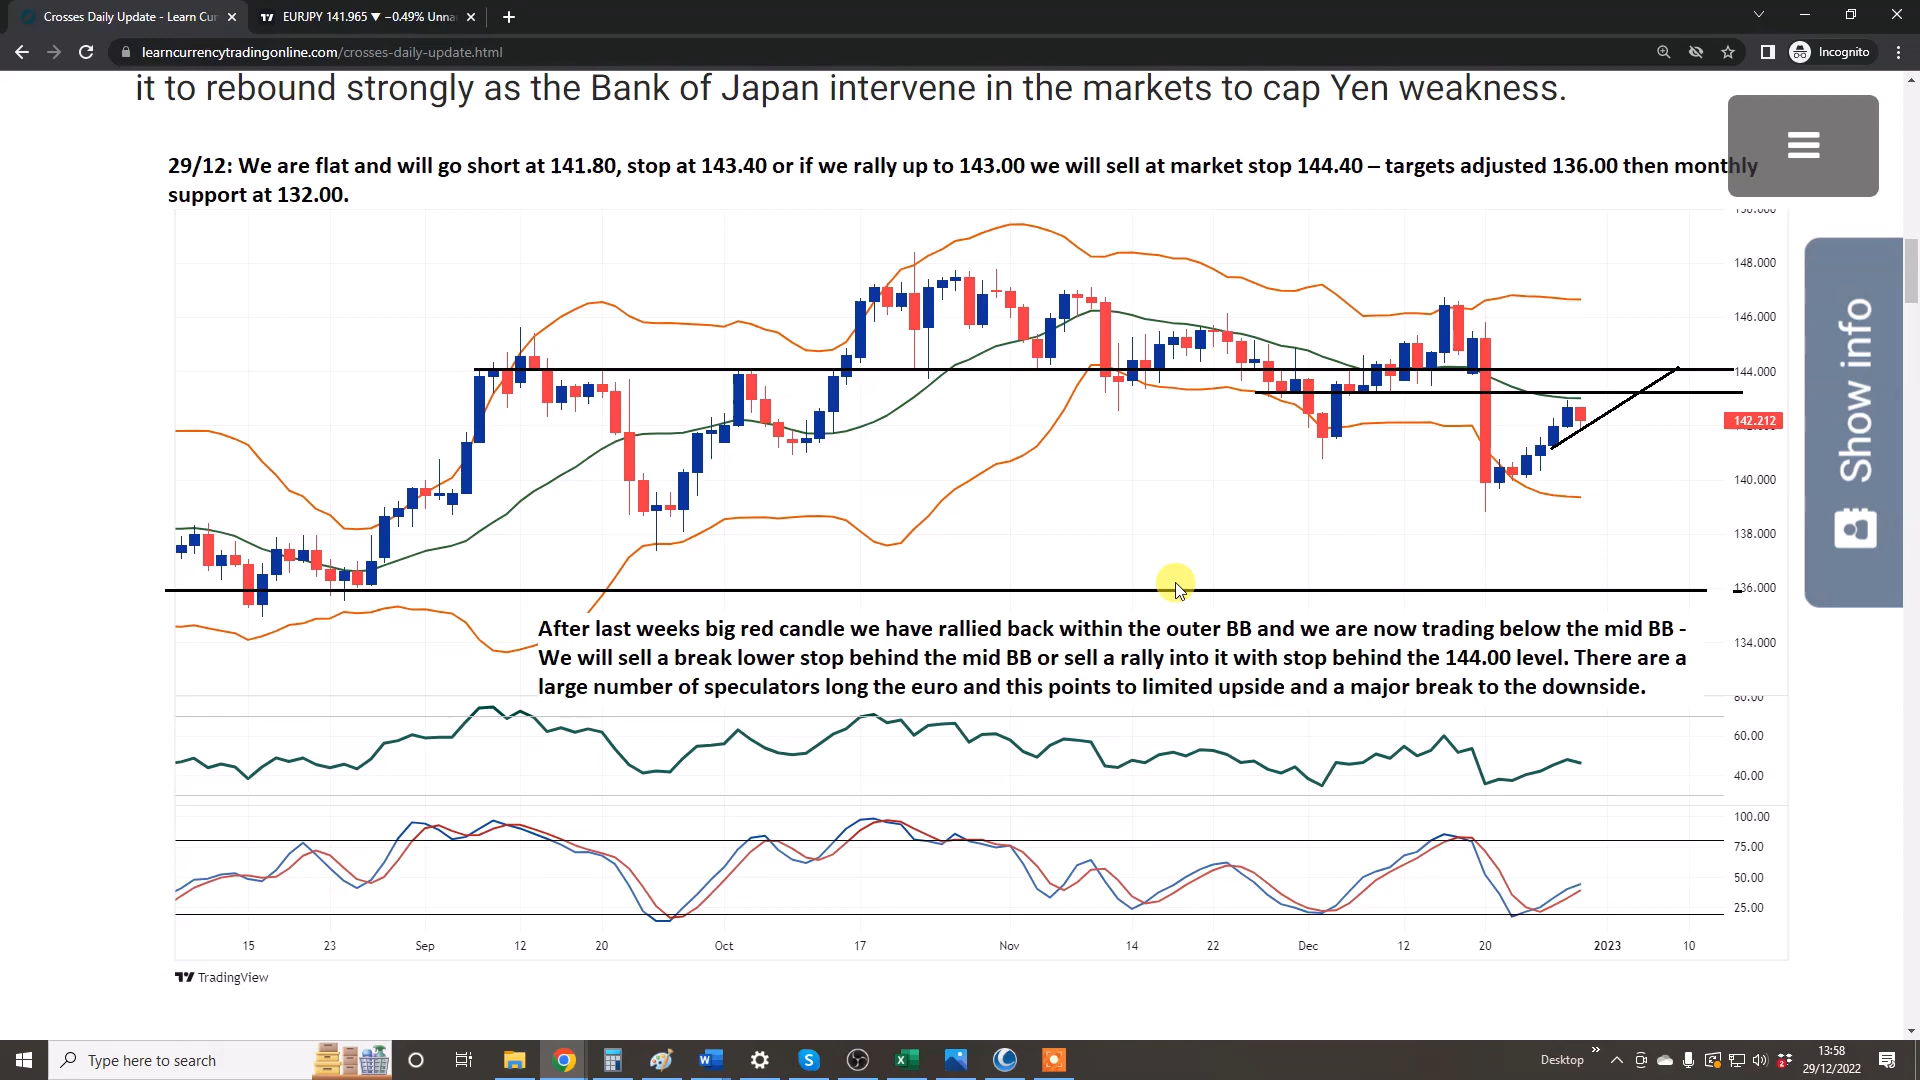 Crosses Daily Update - Learn Cur
EURJPY 141.965 ▼ −0.49% Unna
learncurrencytradingonline.com/crosses-daily-update.html
Incognito
it to rebound strongly as the Bank of Japan intervene in the markets to cap Yen weakness.
29/12: We are flat and will go short at 141.80, stop at 143.40 or if we rally up to 143.00 we will sell at market stop 144.40 – targets adjusted 136.00 then monthly
support at 132.00.
150.000
148.000
146.000
144.000
142.212
140.000
138.000
136.000
134.000
Show info
After last weeks big red candle we have rallied back within the outer BB and we are now trading below the mid BB -
We will sell a break lower stop behind the mid BB or sell a rally into it with stop behind the 144.00 level. There are a
large number of speculators long the euro and this points to limited upside and a major break to the downside.
80.00
60.00
40.00
100.00
75.00
50.00
25.00
15 23 Sep 12 20 Oct 17 Nov 14 22 Dec 12 20 2023 10
TradingView
Type here to search
Desktop
13:58
29/12/2022